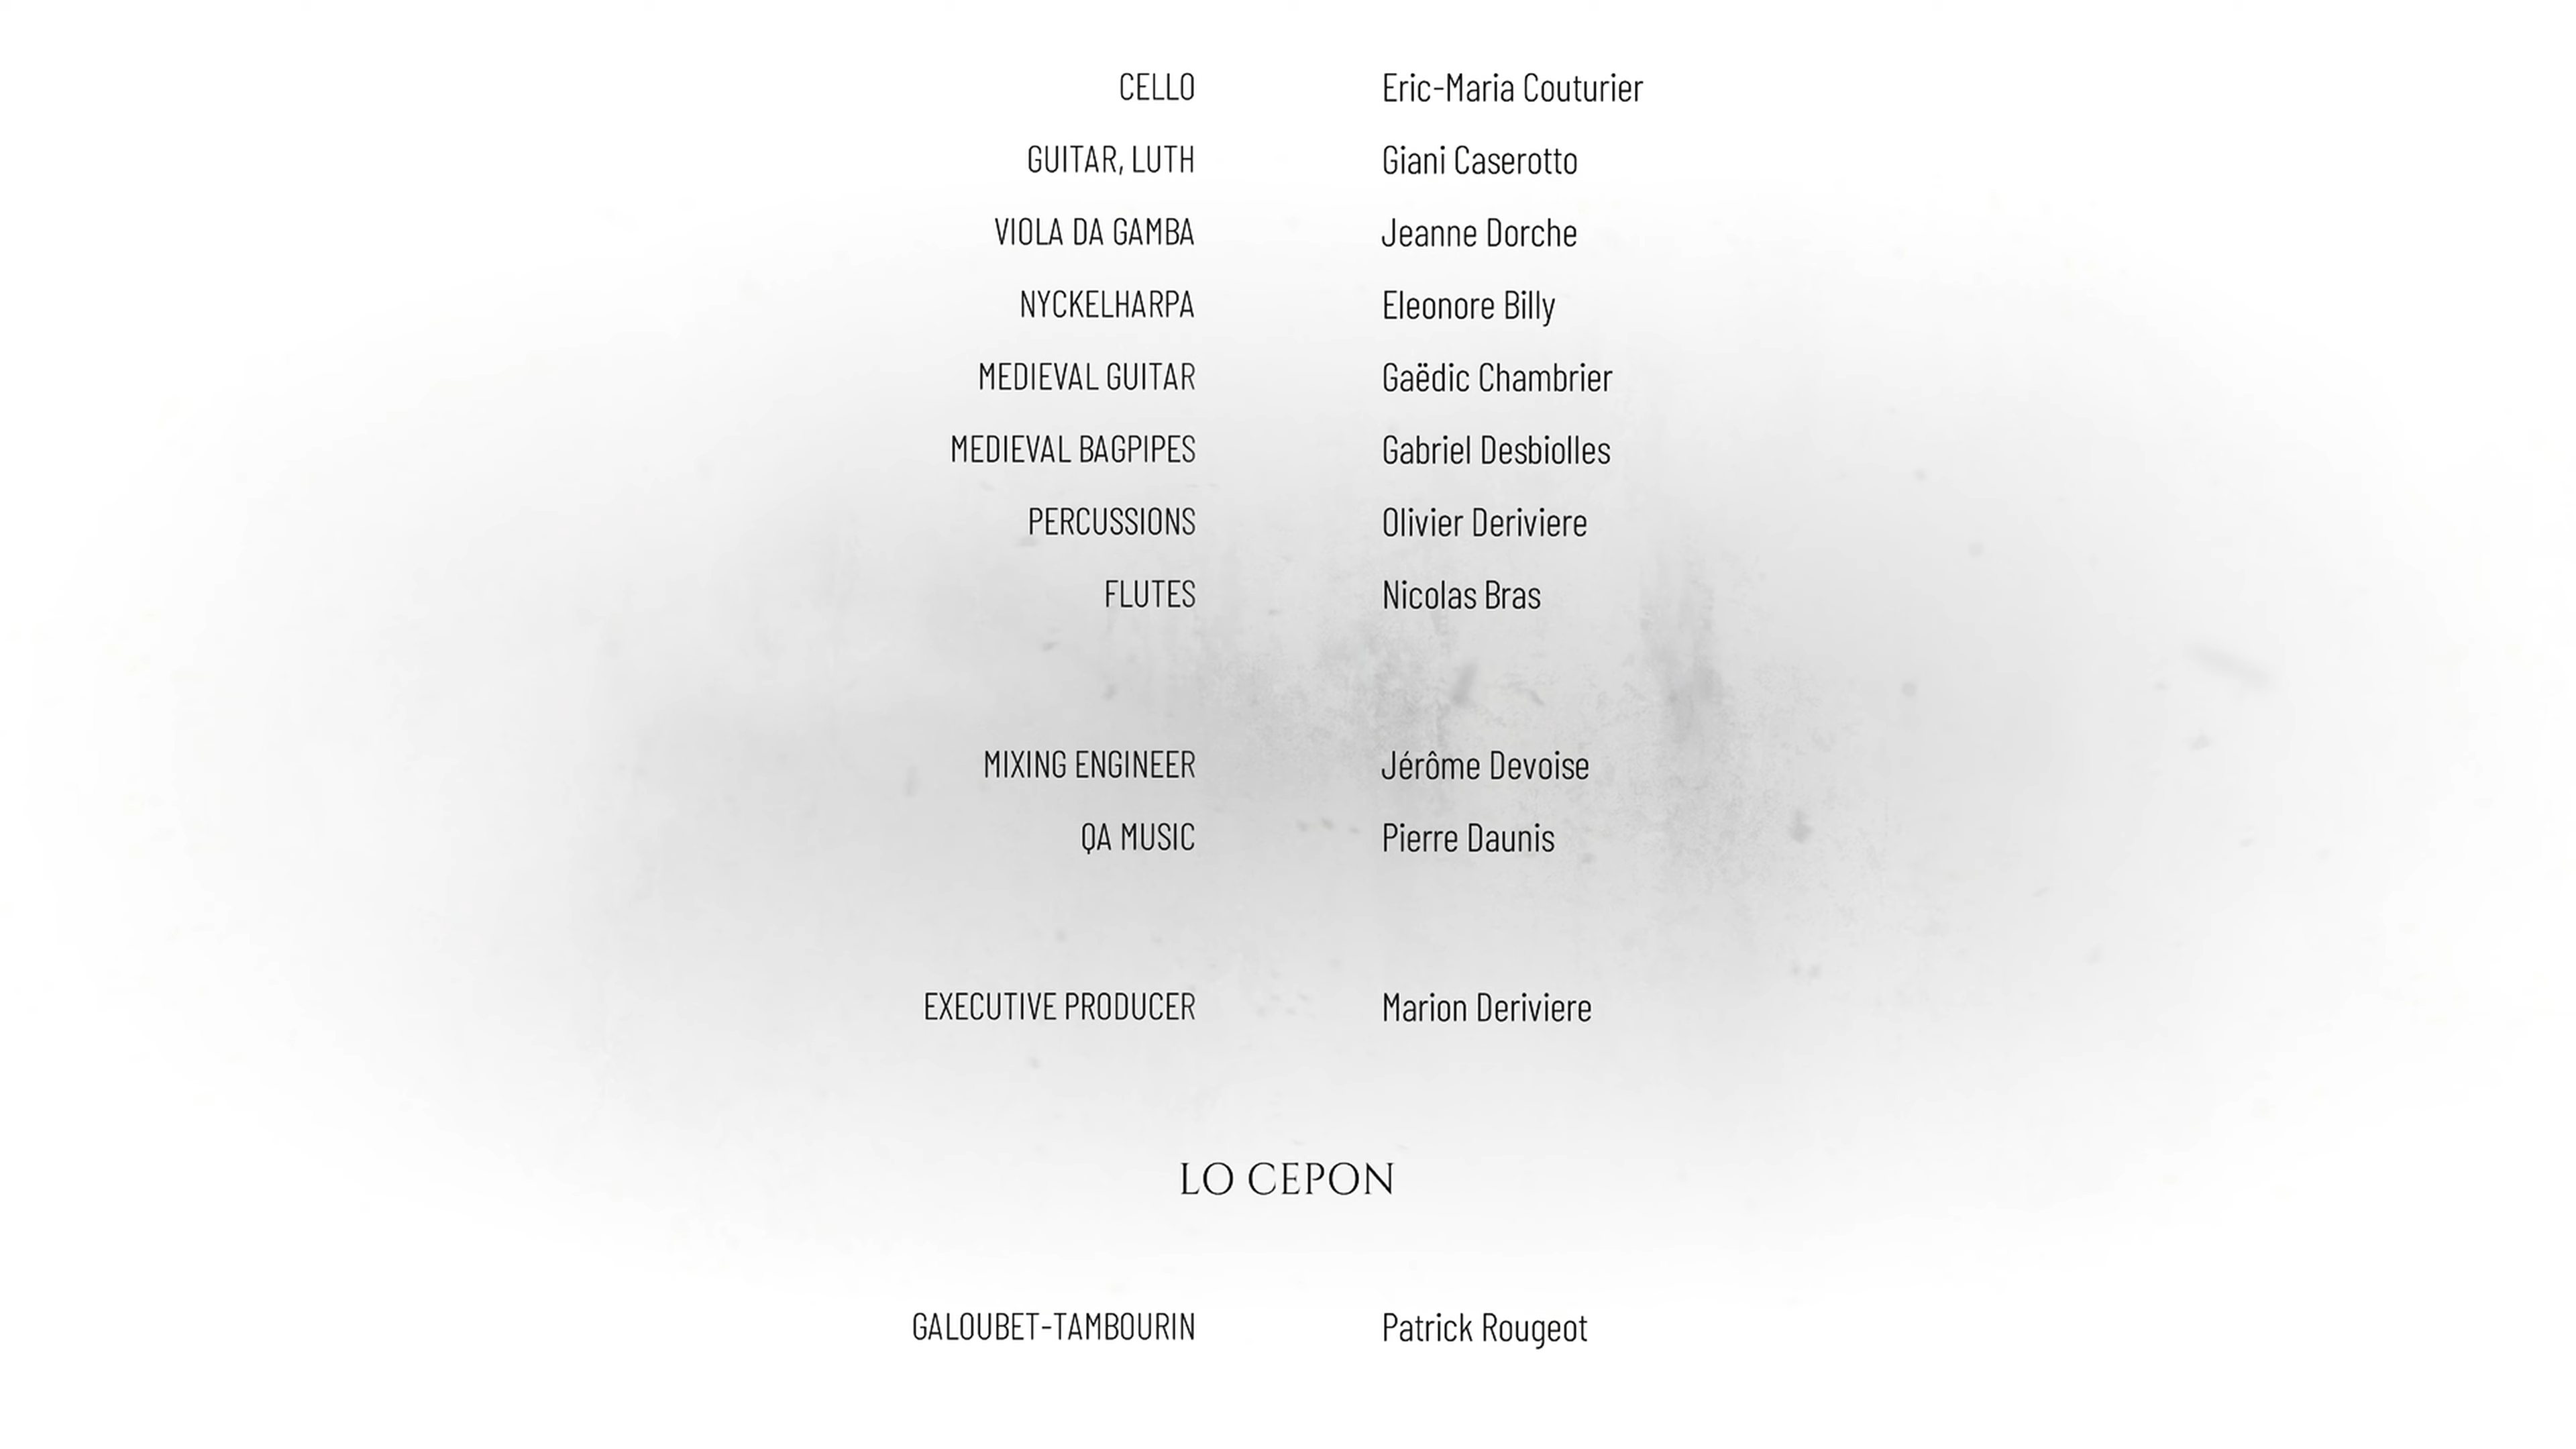 CELLO Eric-Maria Couturier
GUITAR, LUTH Giani Caserotto
VIOLA DA GAMBA Jeanne Dorche
NYCKELHARPA Eleonore Billy
MEDIEVAL GUITAR Gaëdic Chambrier
MEDIEVAL BAGPIPES Gabriel Desbiolles
PERCUSSIONS Olivier Deriviere
FLUTES Nicolas Bras
MIXING ENGINEER Jérôme Devoise
QA MUSIC Pierre Daunis
EXECUTIVE PRODUCER Marion Deriviere
LO CEPON
GALOUBET-TAMBOURIN Patrick Rougeot